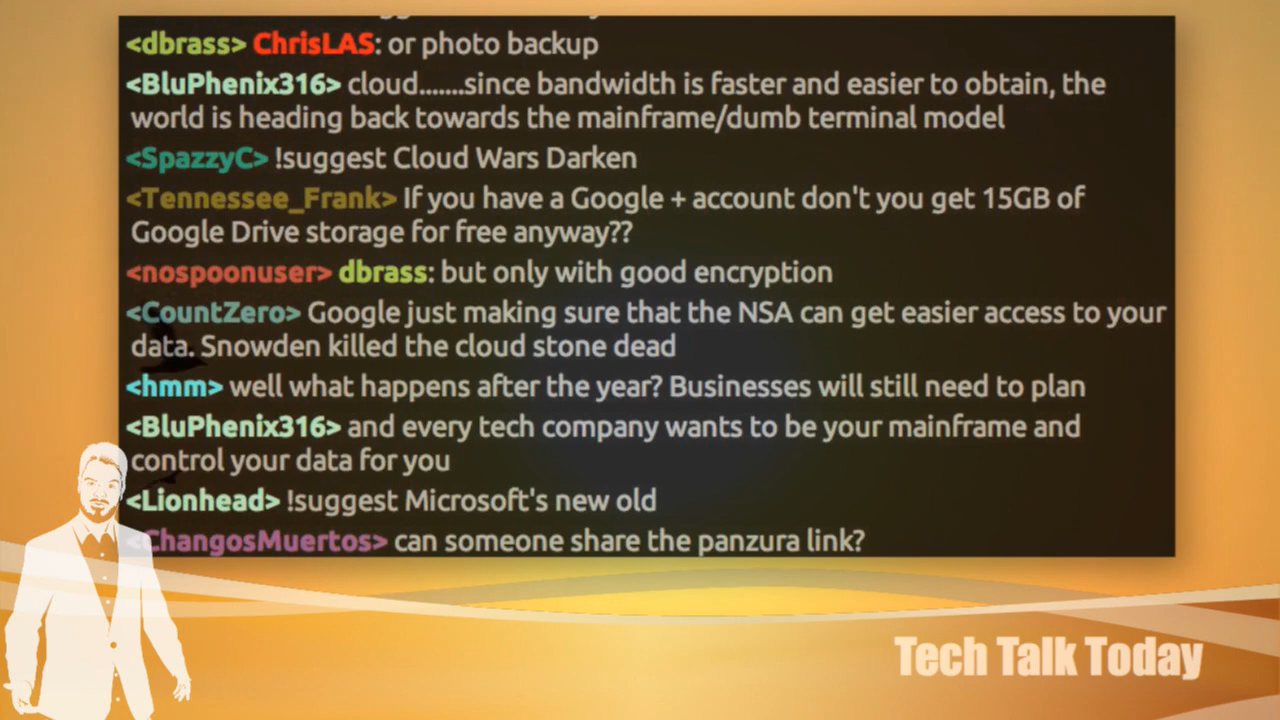 <dbrass> ChrisLAS: or photo backup
<BluPhenix316> cloud.......since bandwidth is faster and easier to obtain, the
world is heading back towards the mainframe/dumb terminal model
<SpazzyC> !suggest Cloud Wars Darken
<Tennessee_Frank> If you have a Google + account don't you get 15GB of
Google Drive storage for free anyway??
<nospoonuser> dbrass: but only with good encryption
<CountZero> Google just making sure that the NSA can get easier access to your
data. Snowden killed the cloud stone dead
<hmm> well what happens after the year? Businesses will still need to plan
<BluPhenix316> and every tech company wants to be your mainframe and
control your data for you
<Lionhead> !suggest Microsoft's new old
<ChangosMuertos> can someone share the panzura link?
Tech Talk Today